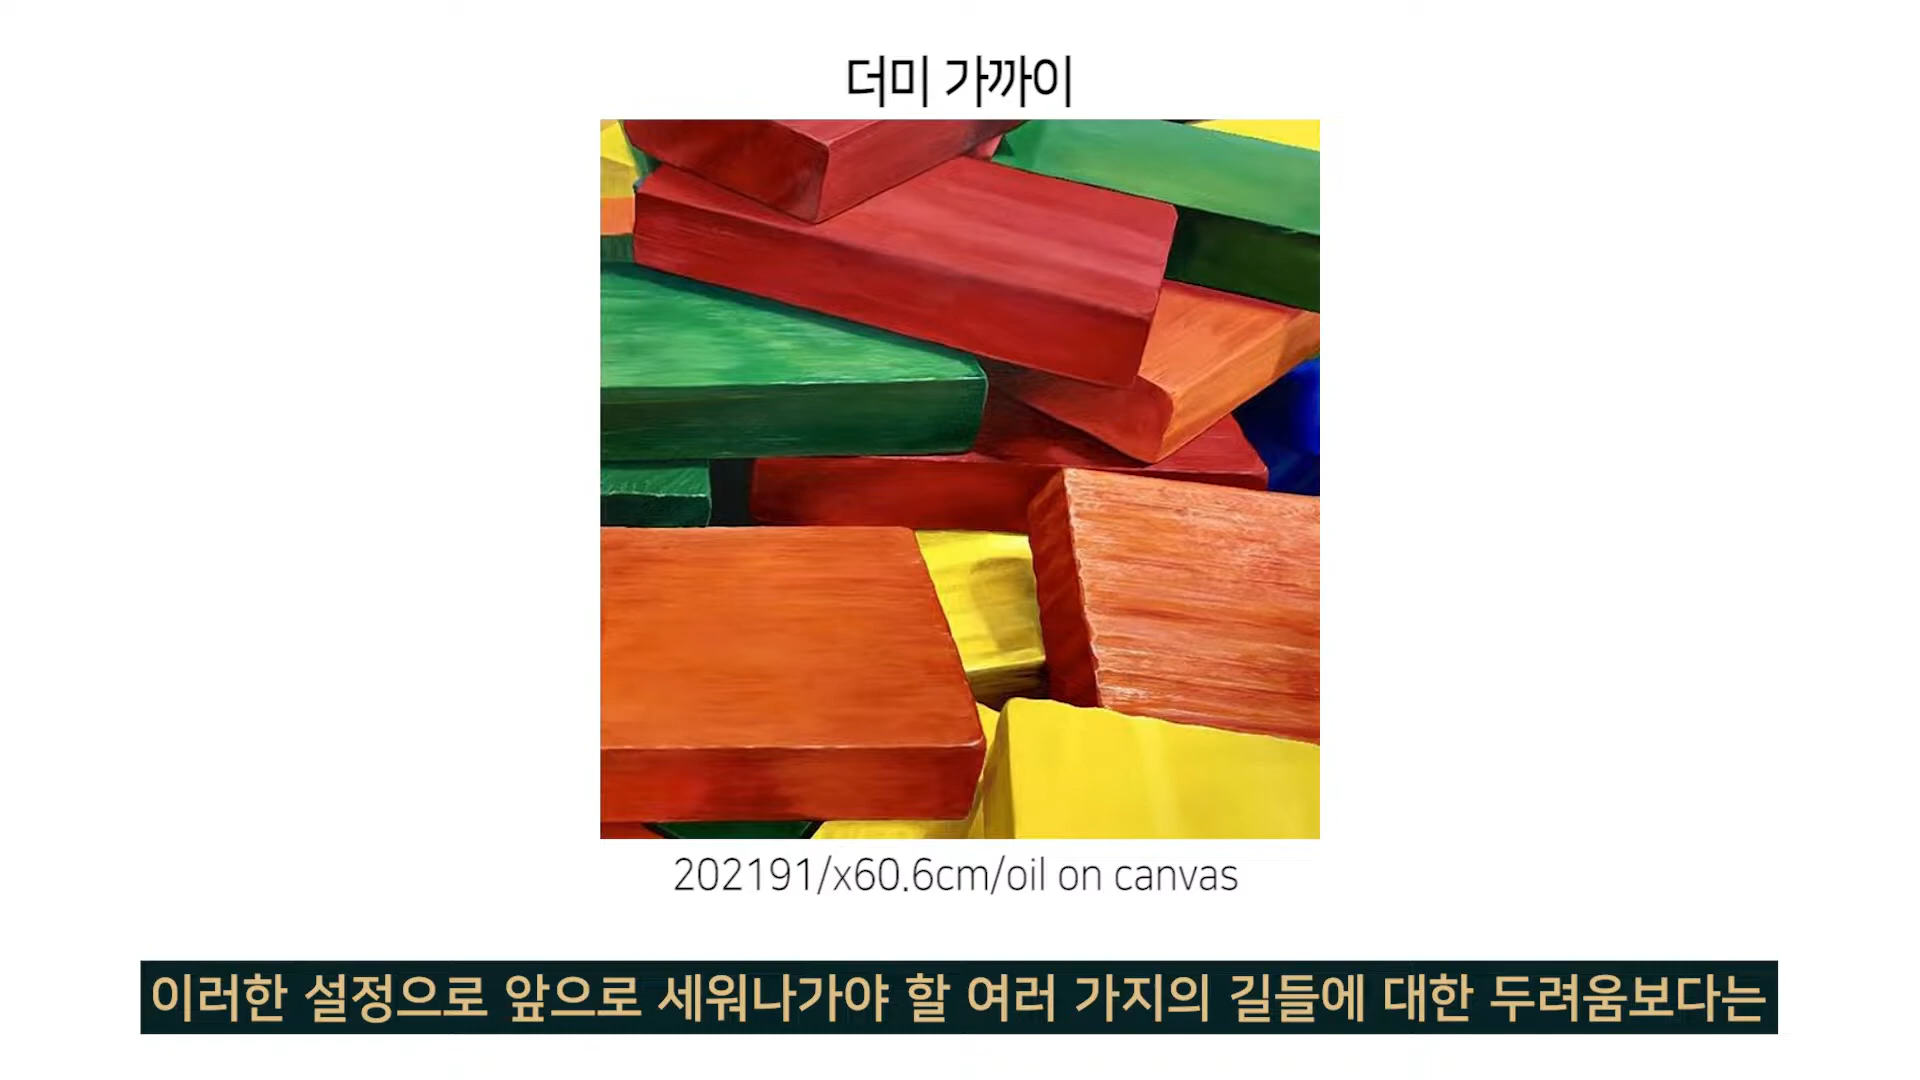 더미 가까이
202191/x60.6cm/oil on canvas
이러한 설정으로 앞으로 세워나가야 할 여러 가지의 길들에 대한 두려움보다는